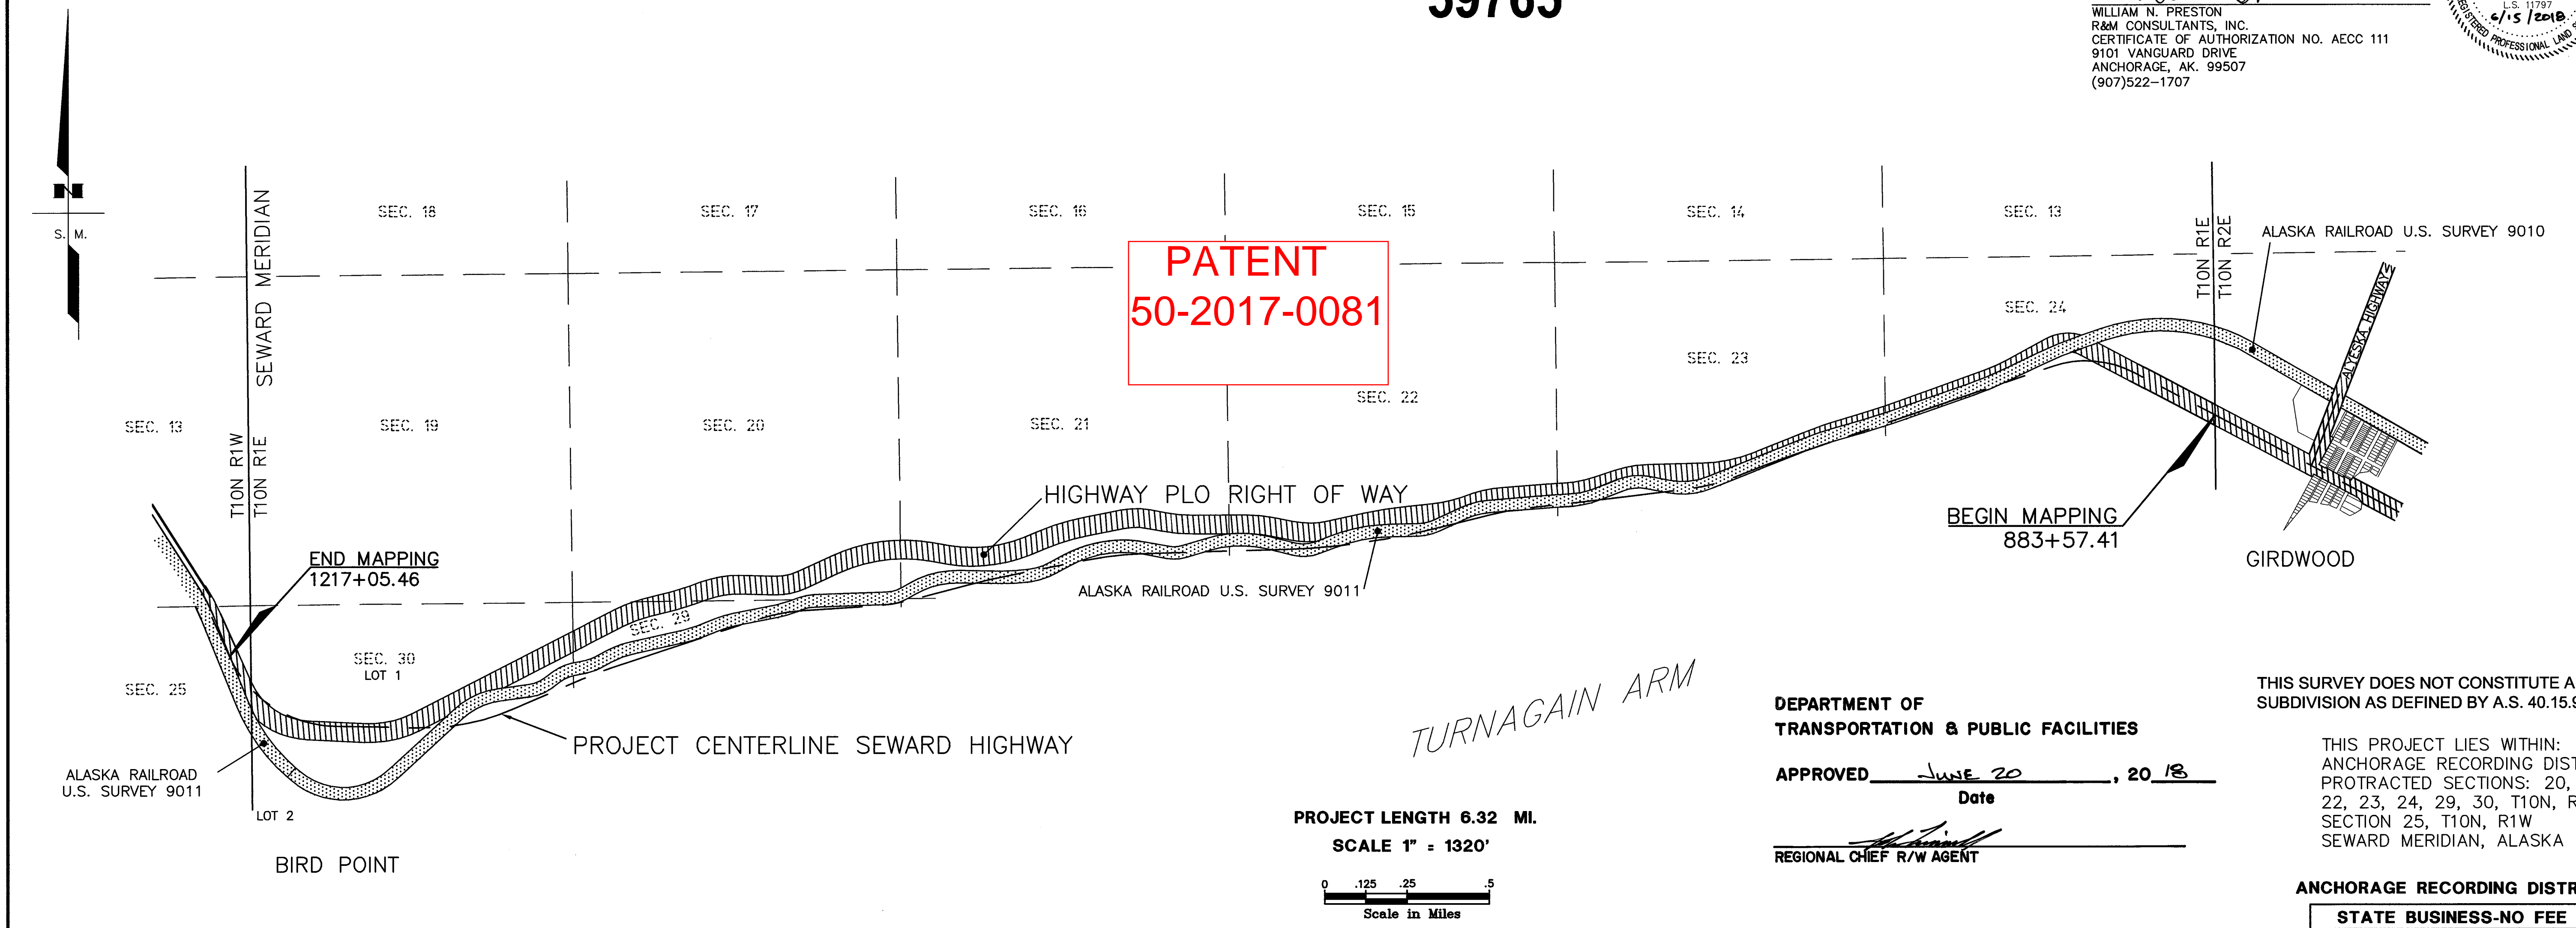 59765
WILLIAM N. PRESTON
R&M CONSULTANTS, INC.
CERTIFICATE OF AUTHORIZATION NO. AECC 111
9101 VANGUARD DRIVE
ANCHORAGE, AK. 99507
(907)522-1707
L.S. 11797
6/15/2018
REGISTERED PROFESSIONAL LAND
N
S. M.
SEWARD MERIDIAN
SEC. 18
SEC. 17
SEC. 16
SEC. 15
SEC. 14
SEC. 13
T10N R1E
T10N R2E
ALASKA RAILROAD U.S. SURVEY 9010
PATENT
50-2017-0081
ALYESKA HIGHWAY
SEC. 24
SEC. 23
SEC. 22
SEC. 13
SEC. 19
SEC. 20
SEC. 21
T10N R1W
T10N R1E
HIGHWAY PLO RIGHT OF WAY
BEGIN MAPPING
883+57.41
GIRDWOOD
END MAPPING
1217+05.46
ALASKA RAILROAD U.S. SURVEY 9011
SEC. 29
SEC. 30
LOT 1
SEC. 25
TURNAGAIN ARM
PROJECT CENTERLINE SEWARD HIGHWAY
ALASKA RAILROAD
U.S. SURVEY 9011
LOT 2
BIRD POINT
PROJECT LENGTH 6.32 MI.
SCALE 1" = 1320'
0 .125 .25 .5
Scale in Miles
DEPARTMENT OF
TRANSPORTATION & PUBLIC FACILITIES
APPROVED JUNE 20, 20 18
Date
REGIONAL CHIEF R/W AGENT
THIS SURVEY DOES NOT CONSTITUTE A
SUBDIVISION AS DEFINED BY A.S. 40.15.9
THIS PROJECT LIES WITHIN:
ANCHORAGE RECORDING DIST
PROTRACTED SECTIONS: 20,
22, 23, 24, 29, 30, T10N, R
SECTION 25, T10N, R1W
SEWARD MERIDIAN, ALASKA
ANCHORAGE RECORDING DISTR
STATE BUSINESS-NO FEE